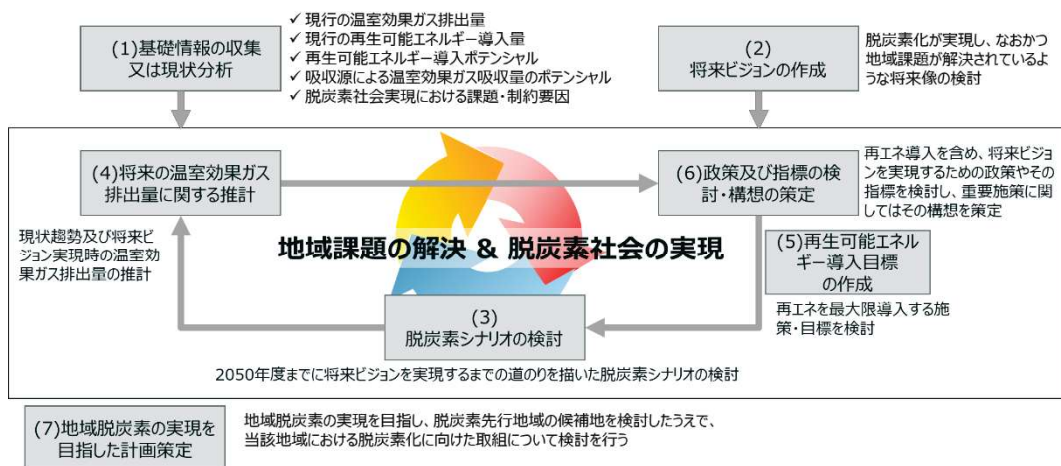 (1)基礎情報の収集
又は現状分析
✓ 現行の温室効果ガス排出量
✓ 現行の再生可能エネルギー導入量
✓ 再生可能エネルギー導入ポテンシャル
✓ 吸収源による温室効果ガス吸収量のポテンシャル
✓ 脱炭素社会実現における課題・制約要因
(2)
将来ビジョンの作成
脱炭素化が実現し、なおかつ
地域課題が解決されているよ
うな将来像の検討
(4)将来の温室効果ガス
排出量に関する推計
(6)政策及び指標の検
討・構想の策定
再エネ導入を含め、将来ビジョ
ンを実現するための政策やその
指標を検討し、重要施策に関
してはその構想を策定
現状趨勢及び将来ビ
ジョン実現時の温室効
果ガス排出量の推計
地域課題の解決 & 脱炭素社会の実現
(5)再生可能エネル
ギー導入目標
の作成
再エネを最大限導入する施
策・目標を検討
(3)
脱炭素シナリオの検討
2050年度までに将来ビジョンを実現するまでの道のりを描いた脱炭素シナリオの検討
(7)地域脱炭素の実現を
目指した計画策定
地域脱炭素の実現を目指し、脱炭素先行地域の候補地を検討したうえで、
当該地域における脱炭素化に向けた取組について検討を行う